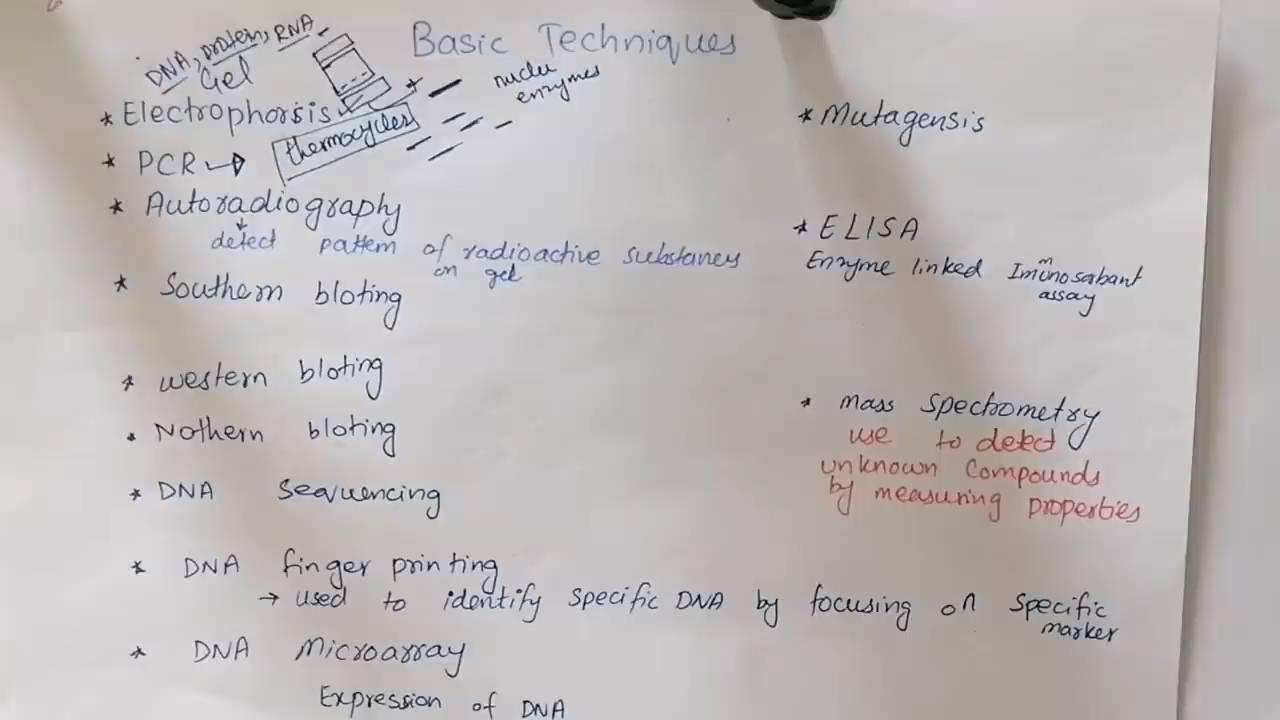 Basic Techniques
DNA, protein, RNA
Gel
* Electrophorsis
nucle
enzymes
* PCR → thermocycles
* Autoradiography
detect pattern of radioactive substances
on gel
* Southern bloting
* western bloting
* Nothern bloting
* DNA sequencing
* DNA finger printing
→ used to identify specific DNA by focusing on specific
marker
* DNA Microarray
Expression of DNA
* Mutagensis
* ELISA
Enzyme linked Immunosorbant
assay
* mass spectrometry
use to detect
unknown compounds
by measuring properties